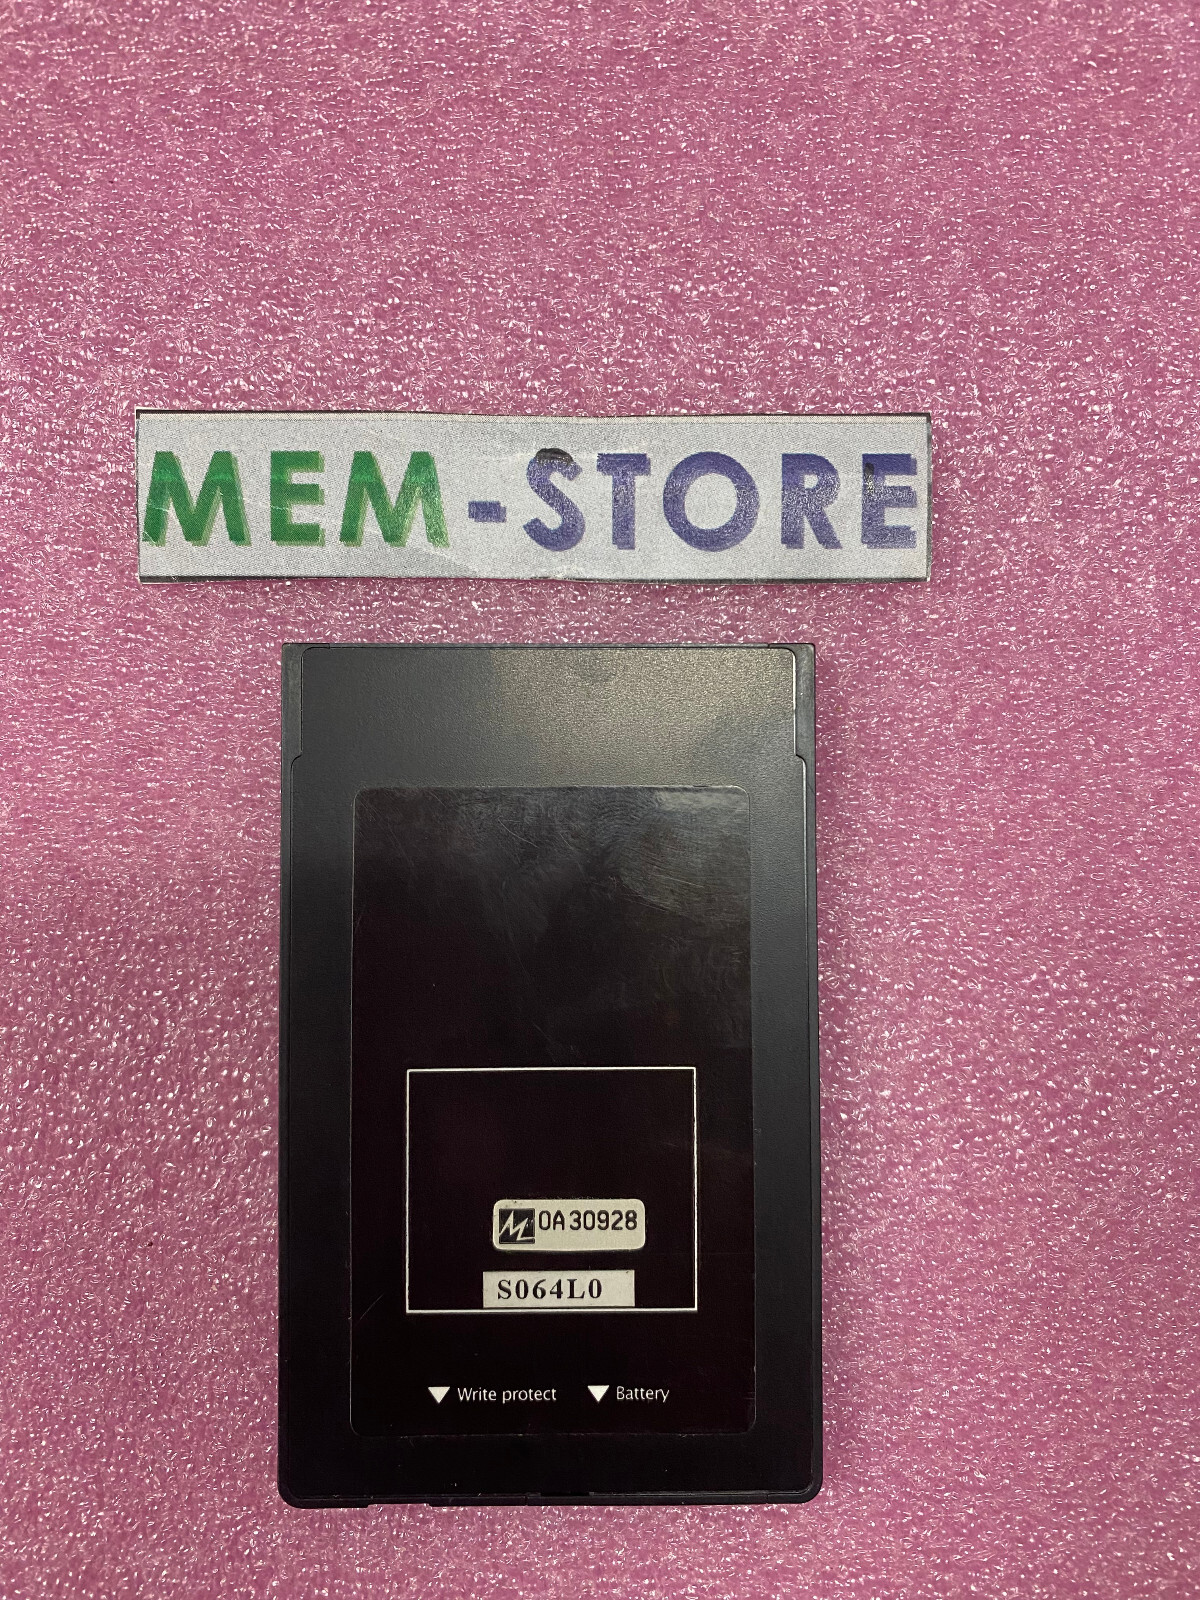 MEM-STORE
0A30928
S064L0
Write protect Battery